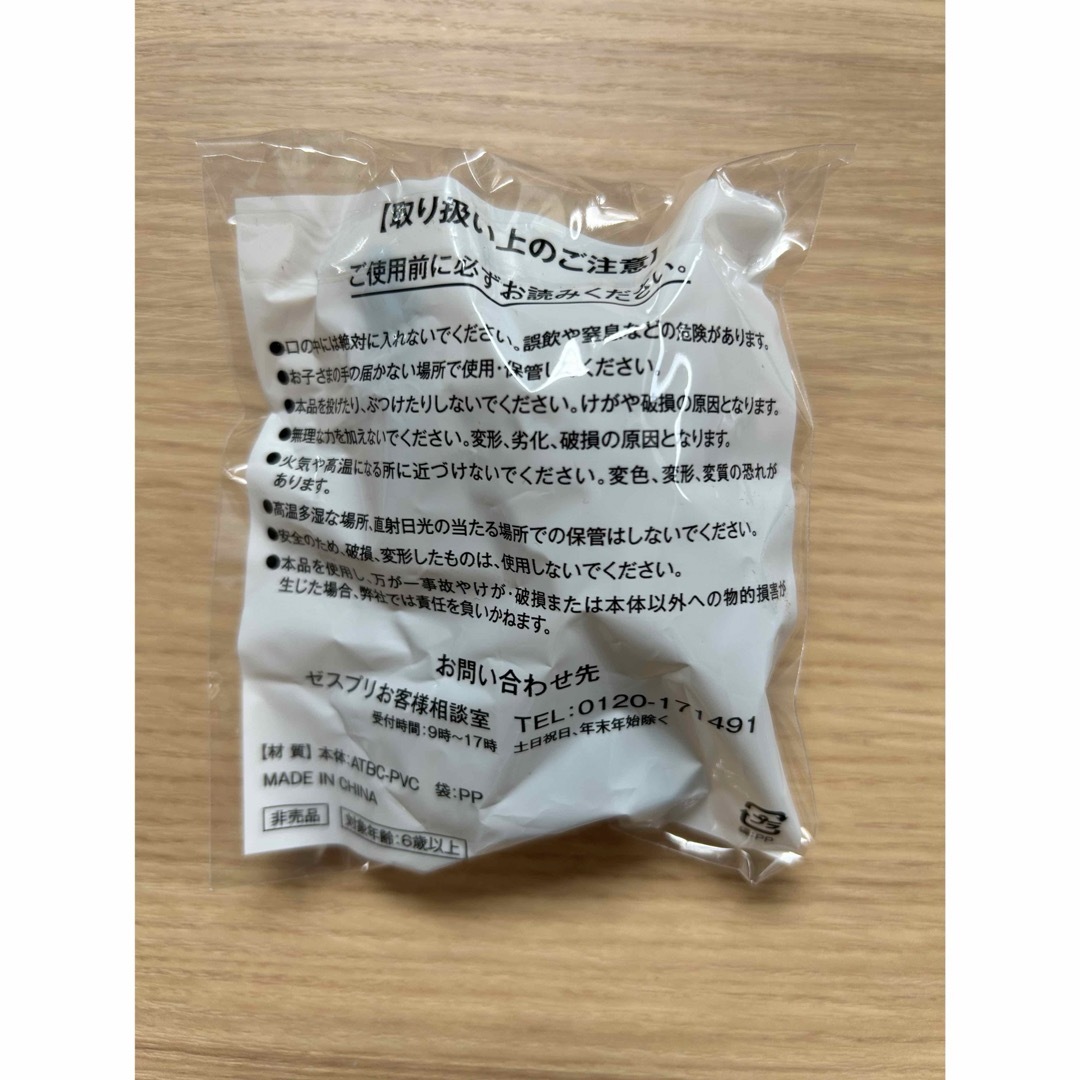 【取り扱い上のご注意】
ご使用前に必ずお読みください。
●口の中には絶対に入れないでください。誤飲や窒息などの危険があります。
●お子さまの手の届かない場所で使用・保管してください。
●本品を投げたり、ぶつけたりしないでください。けがや破損の原因となります。
●無理な力を加えないでください。変形、劣化、破損の原因となります。
●火気や高温になる所に近づけないでください。変色、変形、変質の恐れが
あります。
●高温多湿な場所、直射日光の当たる場所での保管はしないでください。
●安全のため、破損、変形したものは、使用しないでください。
●本品を使用し、万が一事故やけが・破損または本体以外への物的損害が
生じた場合、弊社では責任を負いかねます。
お問い合わせ先
ゼスプリお客様相談室 TEL:0120-171491
受付時間:9時〜17時 土日祝日、年末年始除く
【材 質】本体:ATBC-PVC 袋:PP
MADE IN CHINA
非売品 対象年齢:6歳以上
プラ
袋:PP